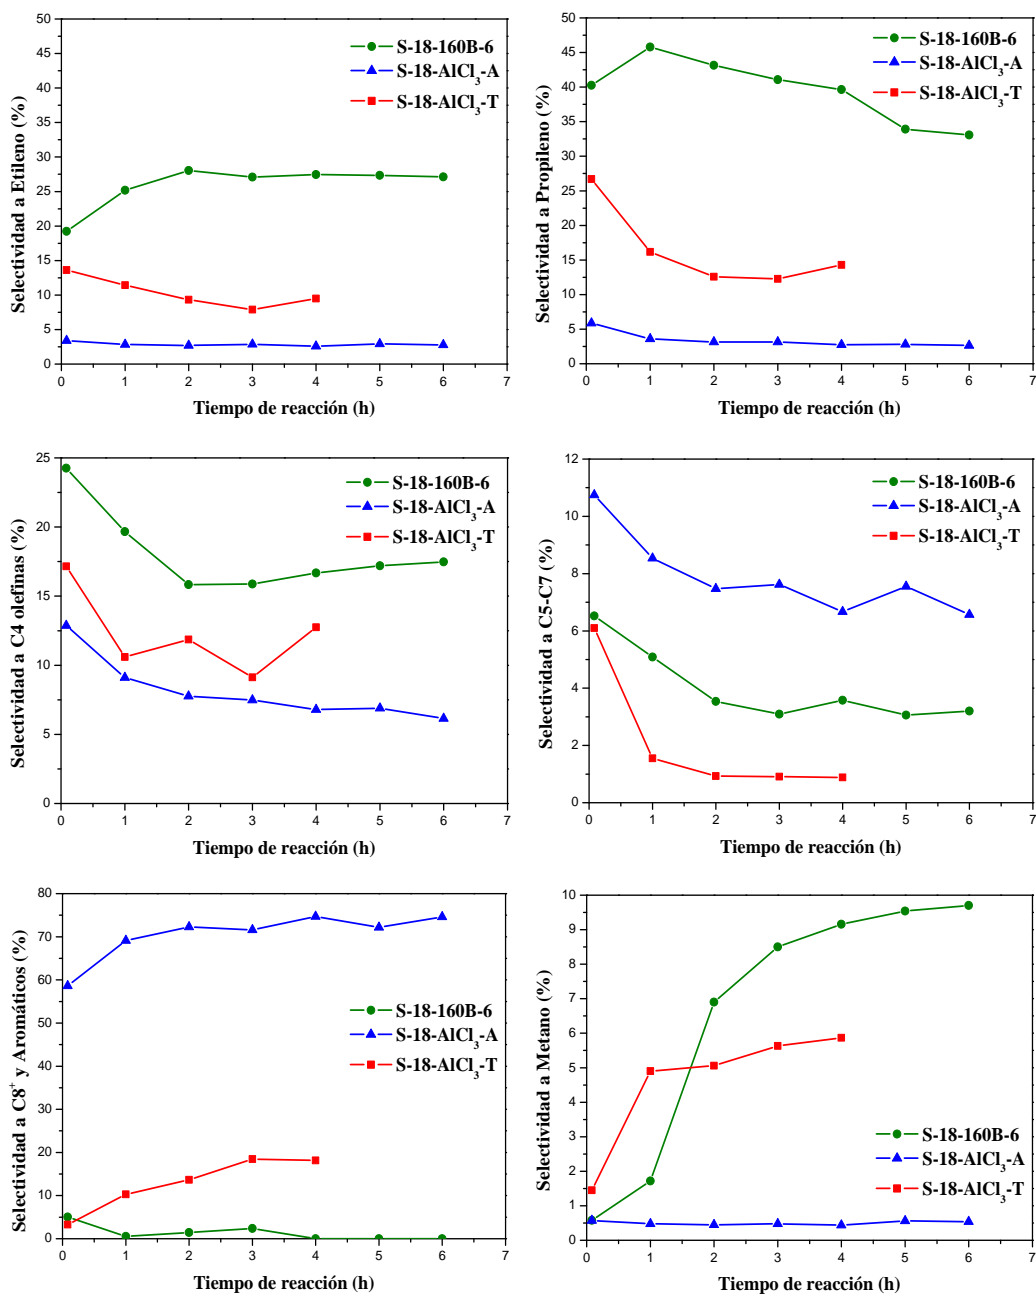 Selectividad a Etileno (%)
50
45
40
35
30
25
20
15
10
5
0
S-18-160B-6
S-18-AlCl3-A
S-18-AlCl3-T
0 1 2 3 4 5 6 7
Tiempo de reacción (h)
Selectividad a Propileno (%)
50
45
40
35
30
25
20
15
10
5
0
S-18-160B-6
S-18-AlCl3-A
S-18-AlCl3-T
0 1 2 3 4 5 6 7
Tiempo de reacción (h)
Selectividad a C4 olefinas (%)
25
20
15
10
5
0
S-18-160B-6
S-18-AlCl3-A
S-18-AlCl3-T
0 1 2 3 4 5 6 7
Tiempo de reacción (h)
Selectividad a C5-C7 (%)
12
10
8
6
4
2
0
S-18-160B-6
S-18-AlCl3-A
S-18-AlCl3-T
0 1 2 3 4 5 6 7
Tiempo de reacción (h)
Selectividad a C8+ y Aromáticos (%)
80
70
60
50
40
30
20
10
0
S-18-160B-6
S-18-AlCl3-A
S-18-AlCl3-T
0 1 2 3 4 5 6 7
Tiempo de reacción (h)
Selectividad a Metano (%)
10
9
8
7
6
5
4
3
2
1
0
S-18-160B-6
S-18-AlCl3-A
S-18-AlCl3-T
0 1 2 3 4 5 6 7
Tiempo de reacción (h)